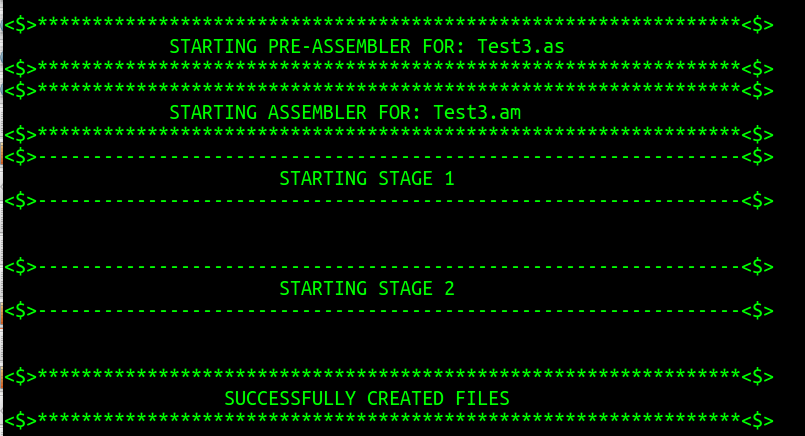 <$>****************************************************************<$>
STARTING PRE-ASSEMBLER FOR: Test3.as
<$>****************************************************************<$>
<$>****************************************************************<$>
STARTING ASSEMBLER FOR: Test3.am
<$>****************************************************************<$>
<$>----------------------------------------------------------------<$>
STARTING STAGE 1
<$>----------------------------------------------------------------<$>
<$>----------------------------------------------------------------<$>
STARTING STAGE 2
<$>----------------------------------------------------------------<$>
<$>****************************************************************<$>
SUCCESSFULLY CREATED FILES
<$>****************************************************************<$>